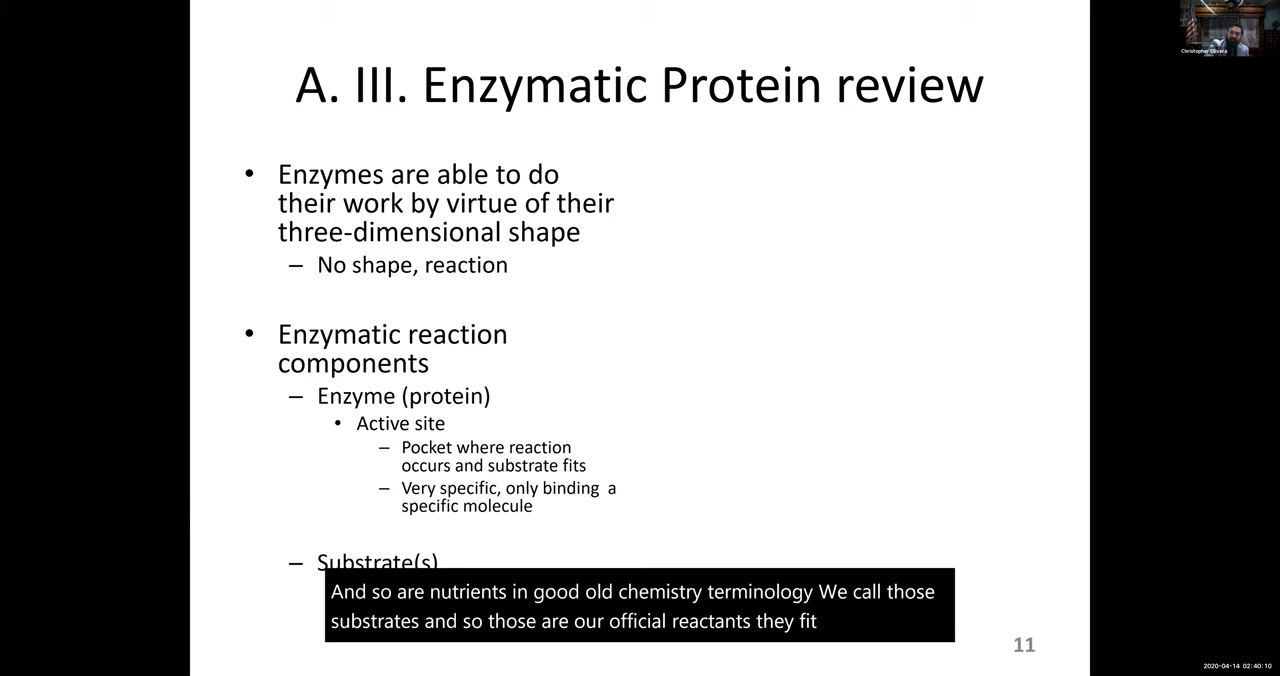 Christopher Olivera
A. III. Enzymatic Protein review
• Enzymes are able to do
their work by virtue of their
three-dimensional shape
– No shape, reaction
• Enzymatic reaction
components
– Enzyme (protein)
• Active site
– Pocket where reaction
occurs and substrate fits
– Very specific, only binding a
specific molecule
– Substrate(s)
And so are nutrients in good old chemistry terminology We call those
substrates and so those are our official reactants they fit
11
2020-04-14 02:40:10